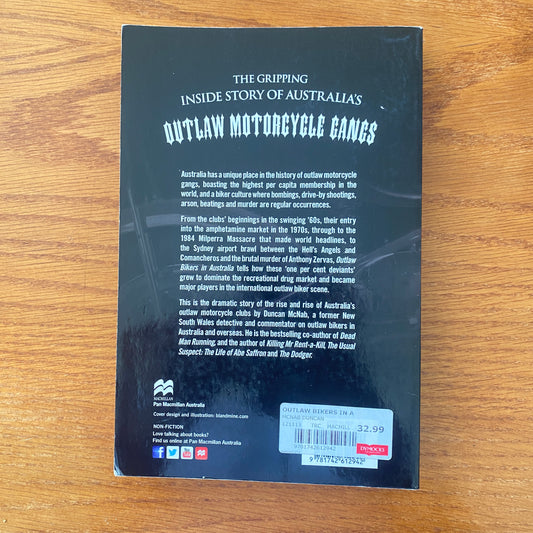 THE GRIPPING
INSIDE STORY OF AUSTRALIA'S
OUTLAW MOTORCYCLE GANGS
Australia has a unique place in the history of outlaw motorcycle
gangs, boasting the highest per capita membership in the
world, and a biker culture where bombings, drive-by shootings,
arson, beatings and murder are regular occurrences.
From the clubs' beginnings in the swinging '60s, their entry
into the amphetamine market in the 1970s, through to the
1984 Milperra Massacre that made world headlines, to
the Sydney airport brawl between the Hell's Angels and
Comancheros and the brutal murder of Anthony Zervas, Outlaw
Bikers in Australia tells how these 'one per cent deviants'
grew to dominate the recreational drug market and became
major players in the international outlaw biker scene.
This is the dramatic story of the rise and rise of Australia's
outlaw motorcycle clubs by Duncan McNab, a former New
South Wales detective and commentator on outlaw bikers in
Australia and overseas. He is the bestselling co-author of Dead
Man Running, and the author of Killing Mr Rent-a-Kill, The Usual
Suspect: The Life of Abe Saffron and The Dodger.
MACMILLAN
Pan Macmillan Australia
Cover design and illustration: blandmine.com
NON-FICTION
Love talking about books?
Find us online at Pan Macmillan Australia
OUTLAW BIKERS IN A
MCNAB DUNCAN
121113 TRC MACMILL
32.99
9781742612942
DYMOCKS
9 781742 612942